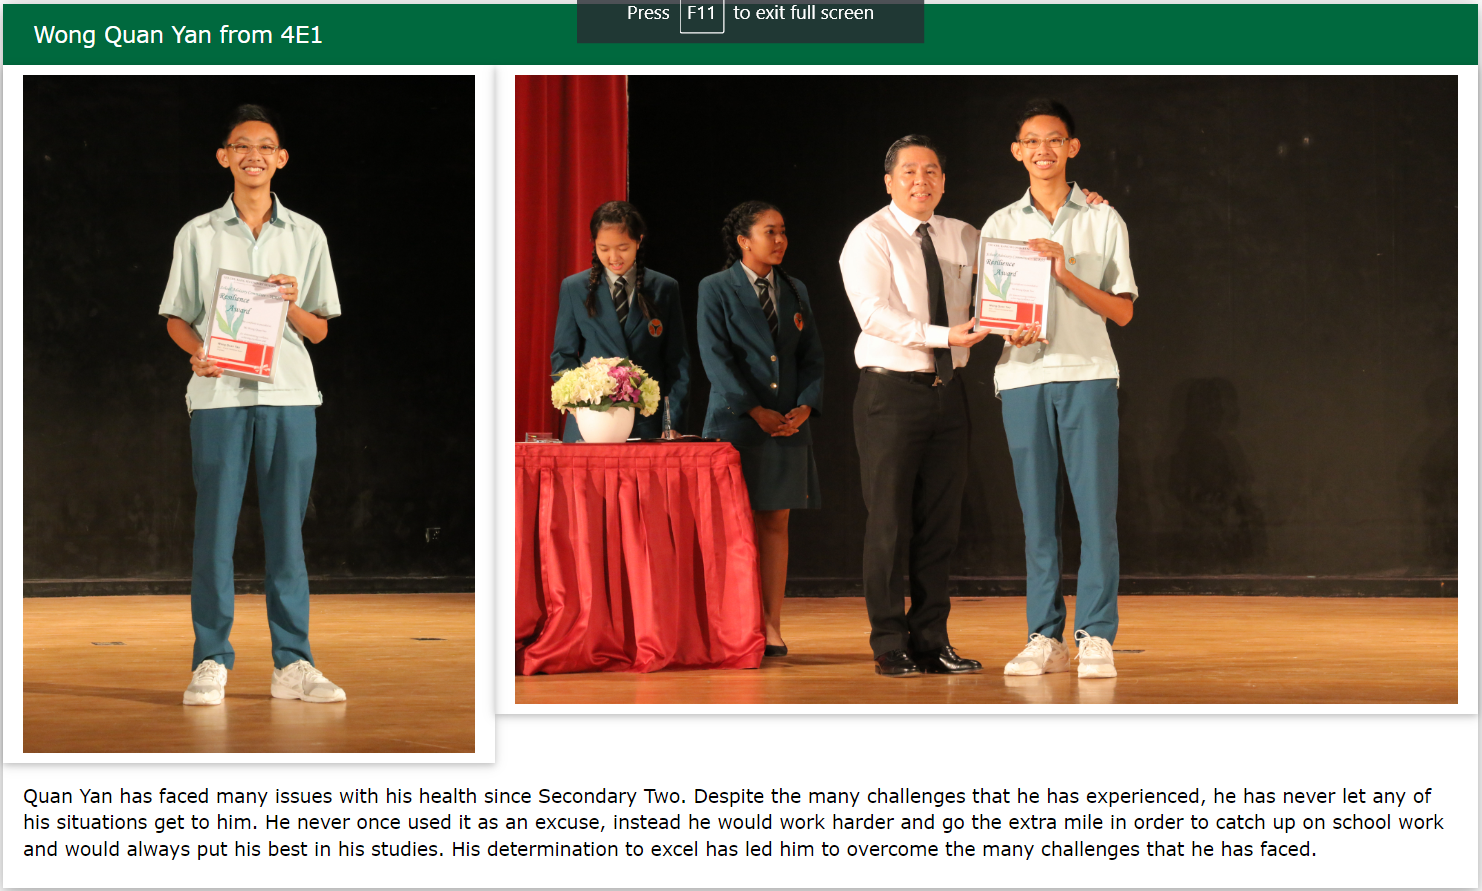 Press F11 to exit full screen
Wong Quan Yan from 4E1
Resilience
Award
Resilience
Award
Quan Yan has faced many issues with his health since Secondary Two. Despite the many challenges that he has experienced, he has never let any of
his situations get to him. He never once used it as an excuse, instead he would work harder and go the extra mile in order to catch up on school work
and would always put his best in his studies. His determination to excel has led him to overcome the many challenges that he has faced.